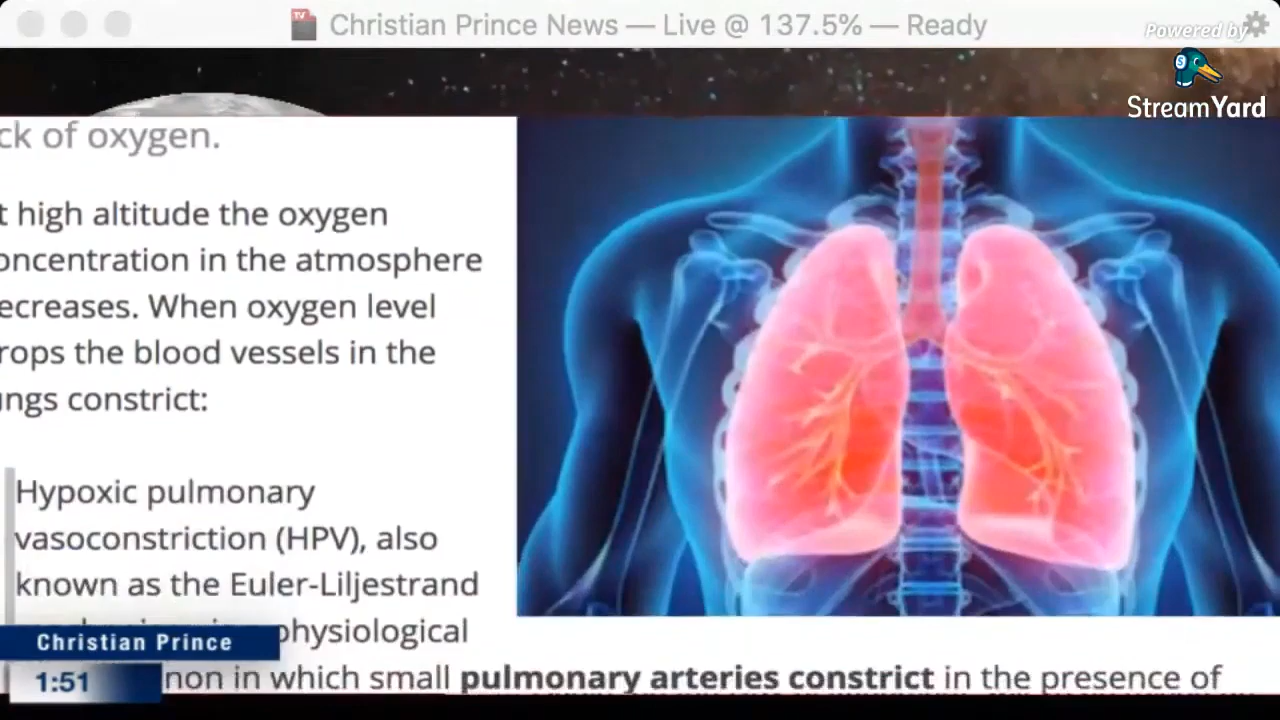 Christian Prince News — Live @ 137.5% — Ready
Powered by
StreamYard
ck of oxygen.
t high altitude the oxygen
oncentration in the atmosphere
ecreases. When oxygen level
rops the blood vessels in the
ungs constrict:
Hypoxic pulmonary
vasoconstriction (HPV), also
known as the Euler-Liljestrand
physiological
non in which small pulmonary arteries constrict in the presence of
Christian Prince
1:51